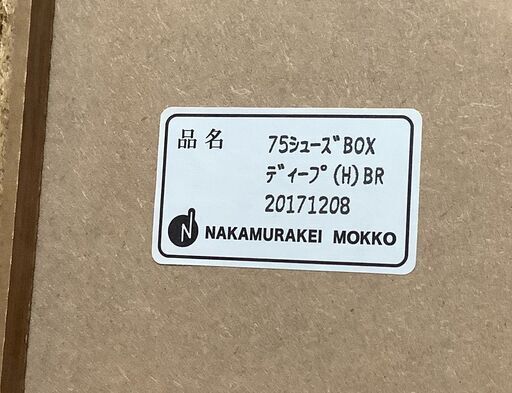 品名 75ｼｭｰｽﾞBOX
ﾃﾞｨｰﾌﾟ(H)BR
20171208
N NAKAMURAKEI MOKKO